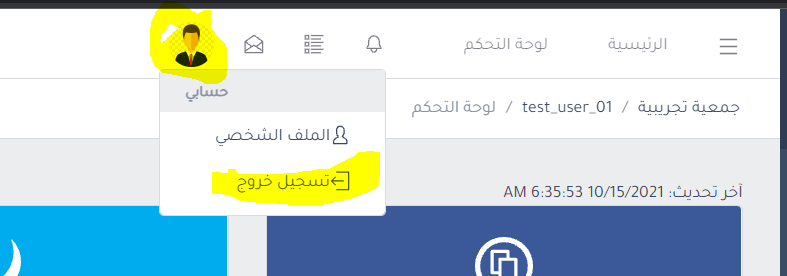 الرئيسية لوحة التحكم
حسابي
جمعية تجريبية / test_user_01 / لوحة التحكم
الملف الشخصي
تسجيل خروج
آخر تحديث: 10/15/2021 6:35:53 AM